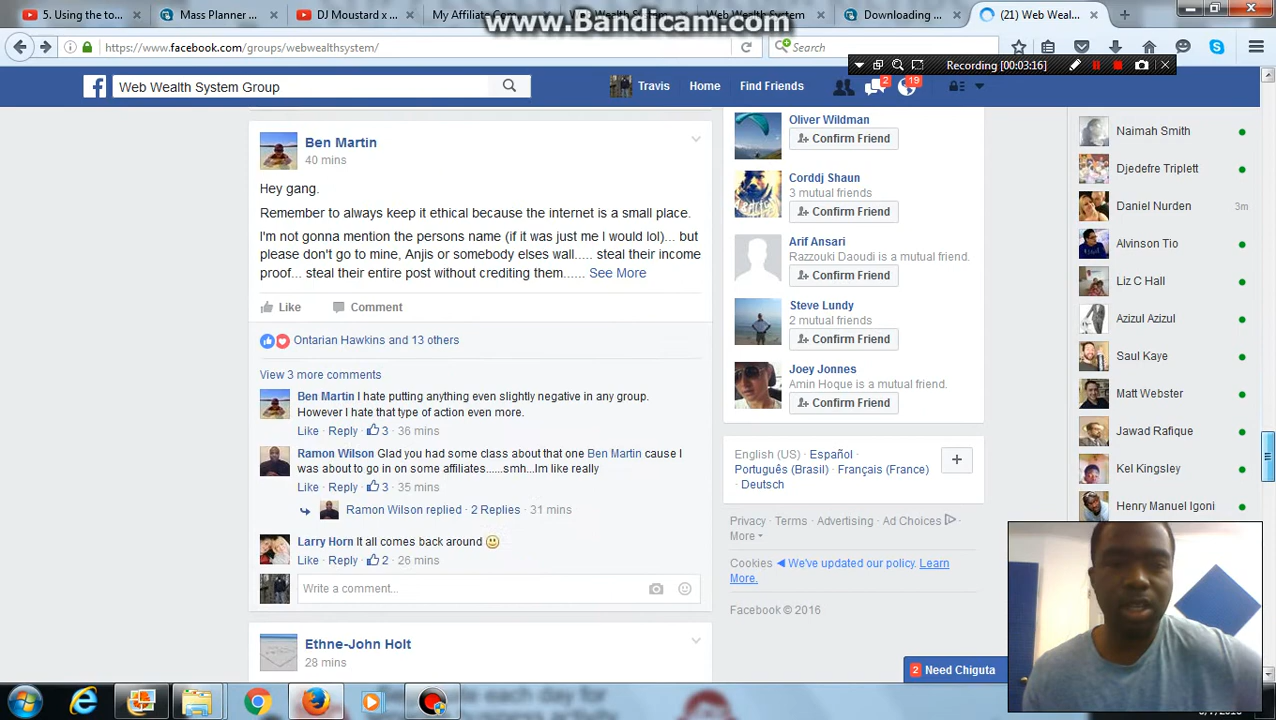 5. Using the to...
Mass Planner ...
DJ Moustard x ...
My Affiliate Com
Web Wealth System
Downloading ...
(21) Web Weal...
www.Bandicam.com
https://www.facebook.com/groups/webwealthsystem/
Search
Recording [00:03:16]
Web Wealth System Group
Travis
Home
Find Friends
2
19
Ben Martin
40 mins
Hey gang.
Remember to always keep it ethical because the internet is a small place.
I'm not gonna mention the persons name (if it was just me I would lol)... but
please don't go to mine, Anjis or somebody elses wall..... steal their income
proof... steal their entire post without crediting them...... See More
Like
Comment
Ontarian Hawkins and 13 others
View 3 more comments
Ben Martin I hate putting anything even slightly negative in any group.
However I hate that type of action even more.
Like · Reply · 3 · 36 mins
Ramon Wilson Glad you had some class about that one Ben Martin cause I
was about to go in on some affiliates......smh...Im like really
Like · Reply · 3 · 35 mins
Ramon Wilson replied · 2 Replies · 31 mins
Larry Horn It all comes back around
Like · Reply · 2 · 26 mins
Write a comment...
Ethne-John Holt
28 mins
Oliver Wildman
Confirm Friend
Corddj Shaun
3 mutual friends
Confirm Friend
Arif Ansari
Razzouki Daoudi is a mutual friend.
Confirm Friend
Steve Lundy
2 mutual friends
Confirm Friend
Joey Jonnes
Amin Hoque is a mutual friend.
Confirm Friend
English (US) · Español ·
Português (Brasil) · Français (France)
· Deutsch
Privacy · Terms · Advertising · Ad Choices ·
More
Cookies We've updated our policy. Learn
More.
Facebook © 2016
Naimah Smith
Djedefre Triplett
Daniel Nurden 3m
Alvinson Tio
Liz C Hall
Azizul Azizul
Saul Kaye
Matt Webster
Jawad Rafique
Kel Kingsley
Henry Manuel Igoni
2 Need Chiguta